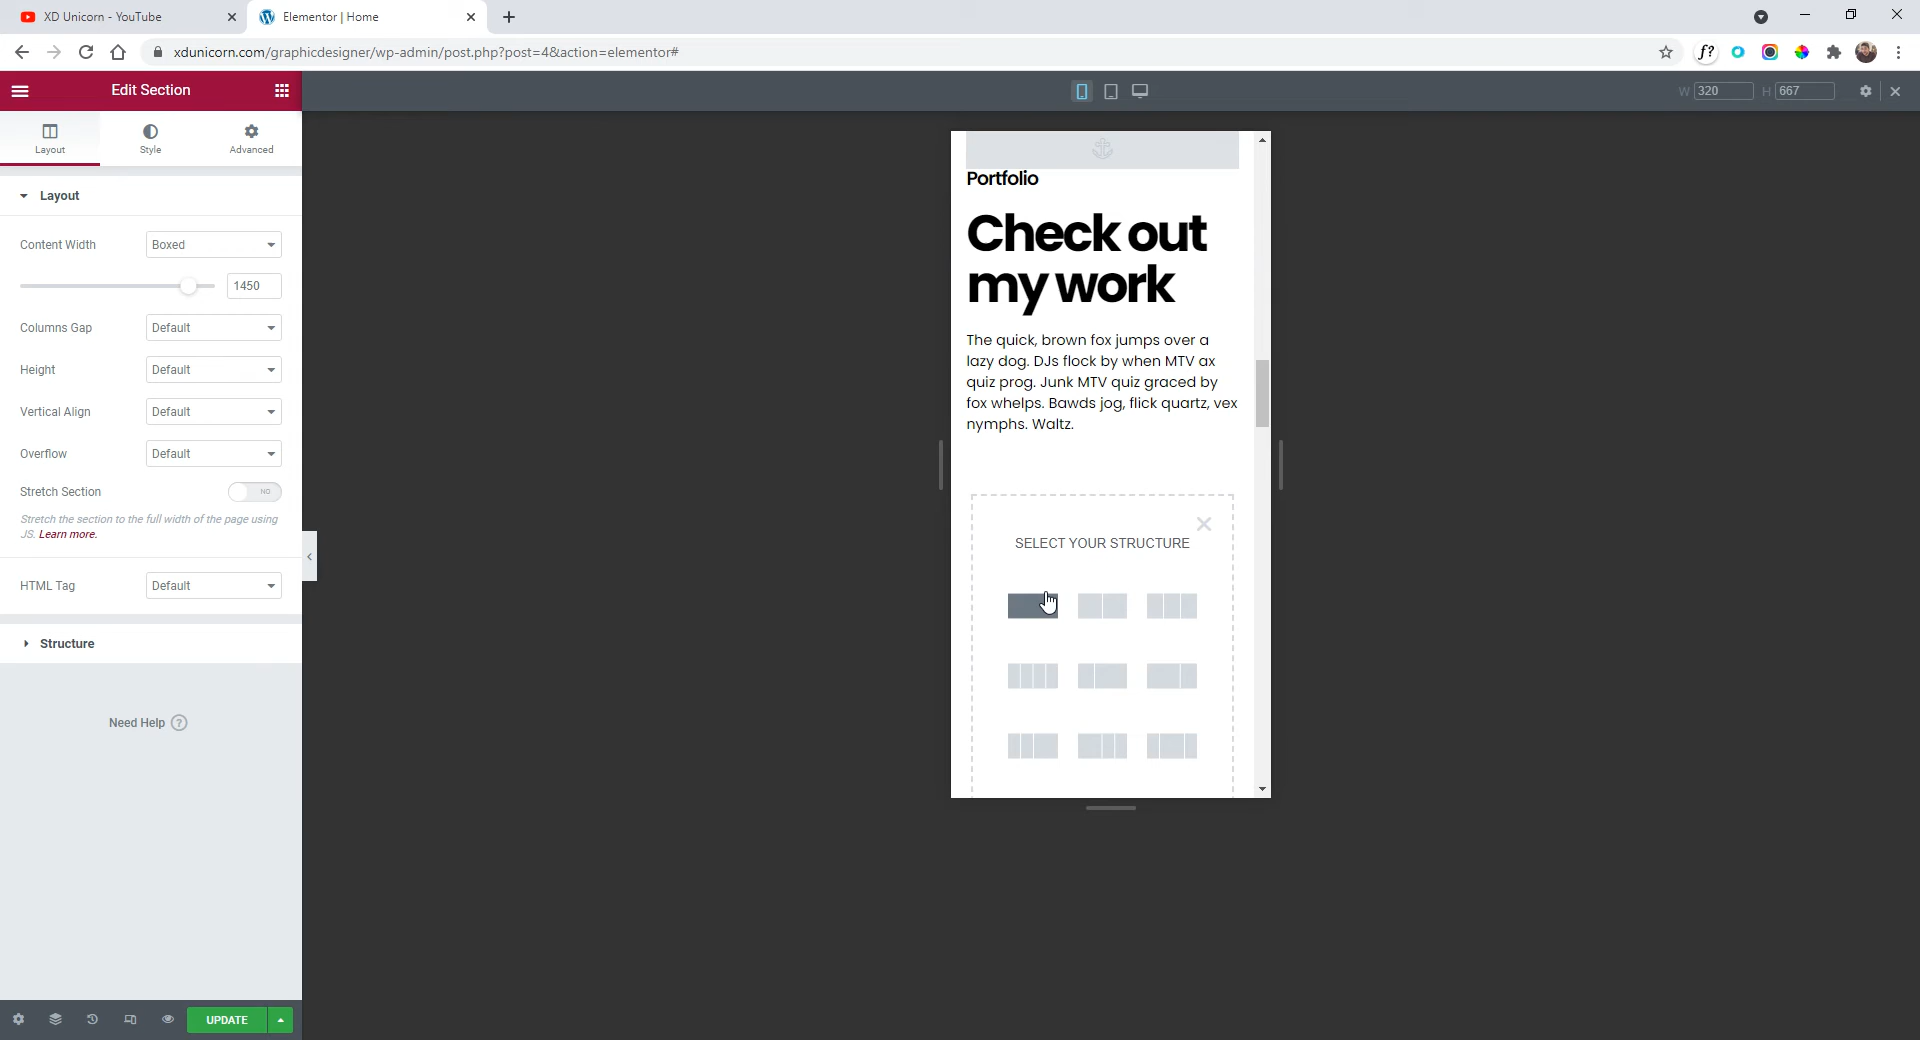 XD Unicorn - YouTube
Elementor | Home
xdunicorn.com/graphicdesigner/wp-admin/post.php?post=4&action=elementor#
f?
Edit Section
W 320 H 667
Layout
Style
Advanced
Layout
Content Width
Boxed
1450
Columns Gap
Default
Height
Default
Vertical Align
Default
Overflow
Default
Stretch Section
NO
Stretch the section to the full width of the page using
JS. Learn more.
HTML Tag
Default
Structure
Need Help ?
UPDATE
Portfolio
Check out
my work
The quick, brown fox jumps over a
lazy dog. DJs flock by when MTV ax
quiz prog. Junk MTV quiz graced by
fox whelps. Bawds jog, flick quartz, vex
nymphs. Waltz.
SELECT YOUR STRUCTURE